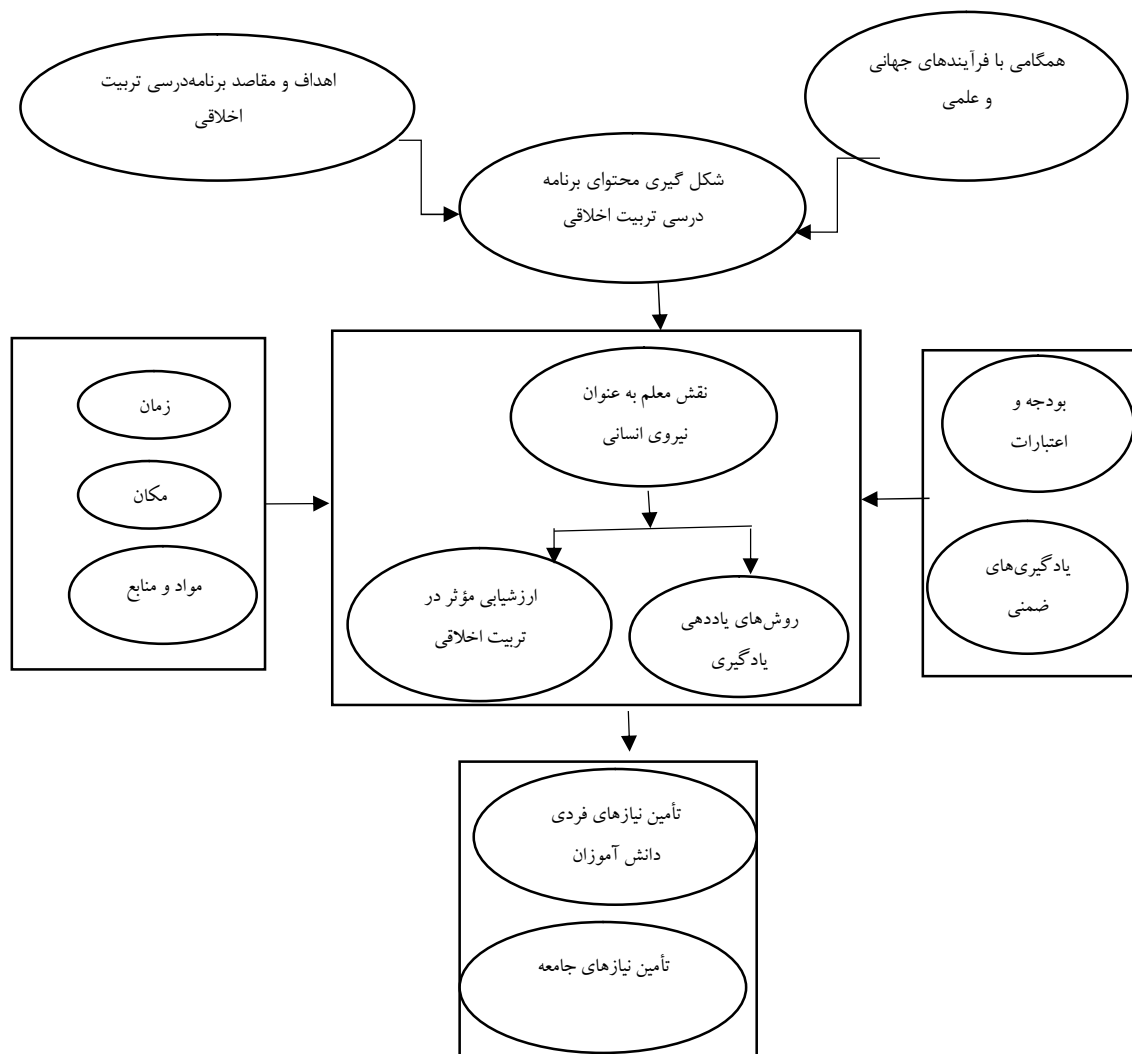 همگامی با فرآیندهای جهانی
و علمی
اهداف و مقاصد برنامه‌درسی تربیت
اخلاقی
شکل گیری محتوای برنامه
درسی تربیت اخلاقی
بودجه و
اعتبارات
یادگیری‌های
ضمنی
نقش معلم به عنوان
نیروی انسانی
روش‌های یاددهی
یادگیری
ارزشیابی مؤثر در
تربیت اخلاقی
زمان
مکان
مواد و منابع
تأمین نیازهای فردی
دانش آموزان
تأمین نیازهای جامعه